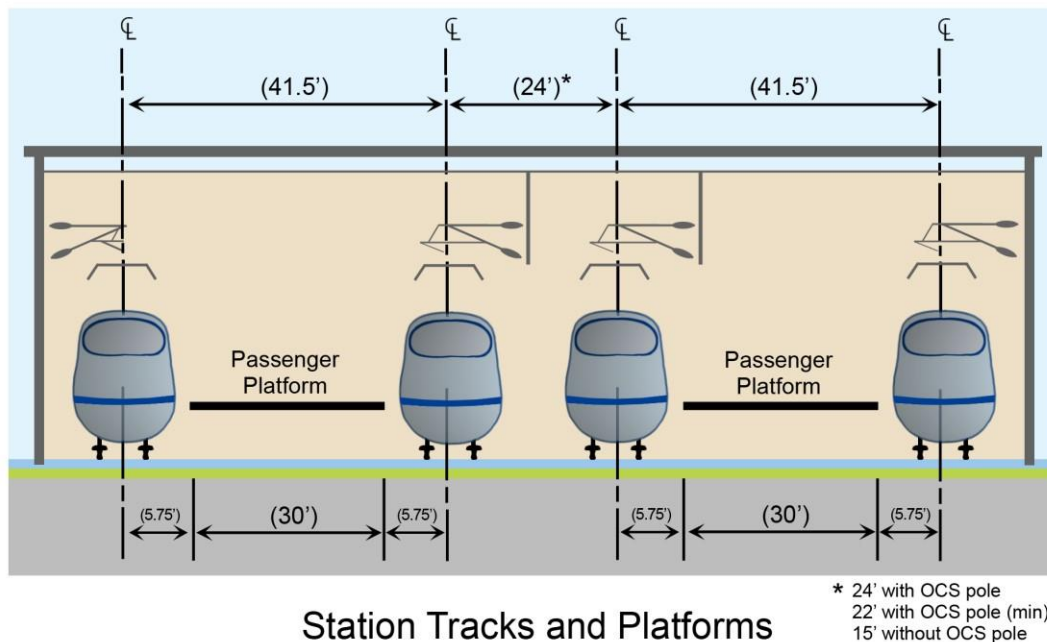 ℄ ℄ ℄ ℄
(41.5’) (24’)* (41.5’)
Passenger Platform
Passenger Platform
(5.75’) (30’) (5.75’) (5.75’) (30’) (5.75’)
Station Tracks and Platforms
* 24’ with OCS pole
22’ with OCS pole (min)
15’ without OCS pole